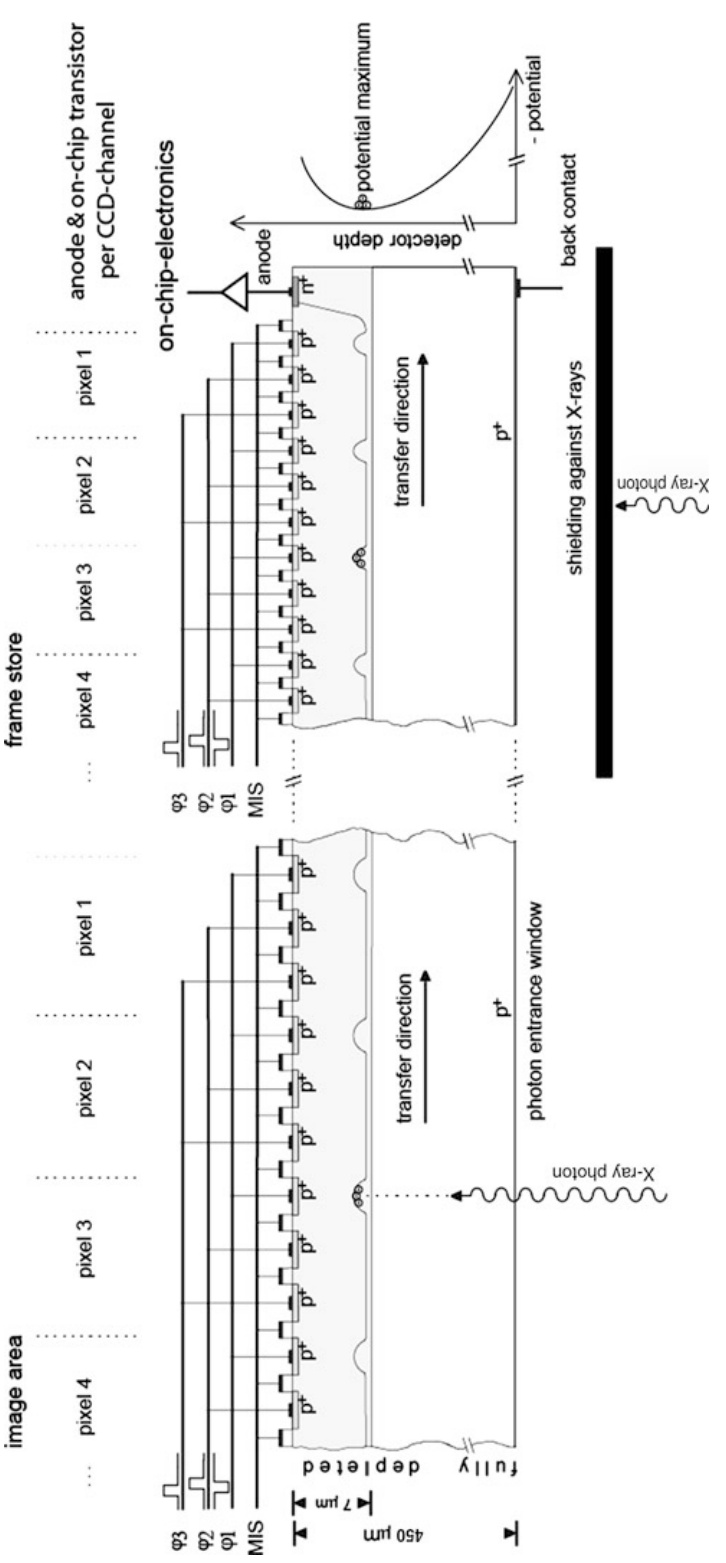 image area
frame store
... pixel 4 pixel 3 pixel 2 pixel 1
... pixel 4 pixel 3 pixel 2 pixel 1
anode & on-chip transistor
per CCD-channel
on-chip-electronics
φ3
φ2
φ1
MIS
φ3
φ2
φ1
MIS
anode
p+ p+ p+ p+ p+ p+ p+ p+ p+ p+ p+
p+ p+ p+ p+ p+ p+ p+ p+ p+ p+ p+ n+
7 µm
450 µm
fully depleted
transfer direction
transfer direction
p+
p+
detector depth
potential maximum
- potential
back contact
photon entrance window
shielding against X-rays
X-ray photon
X-ray photon